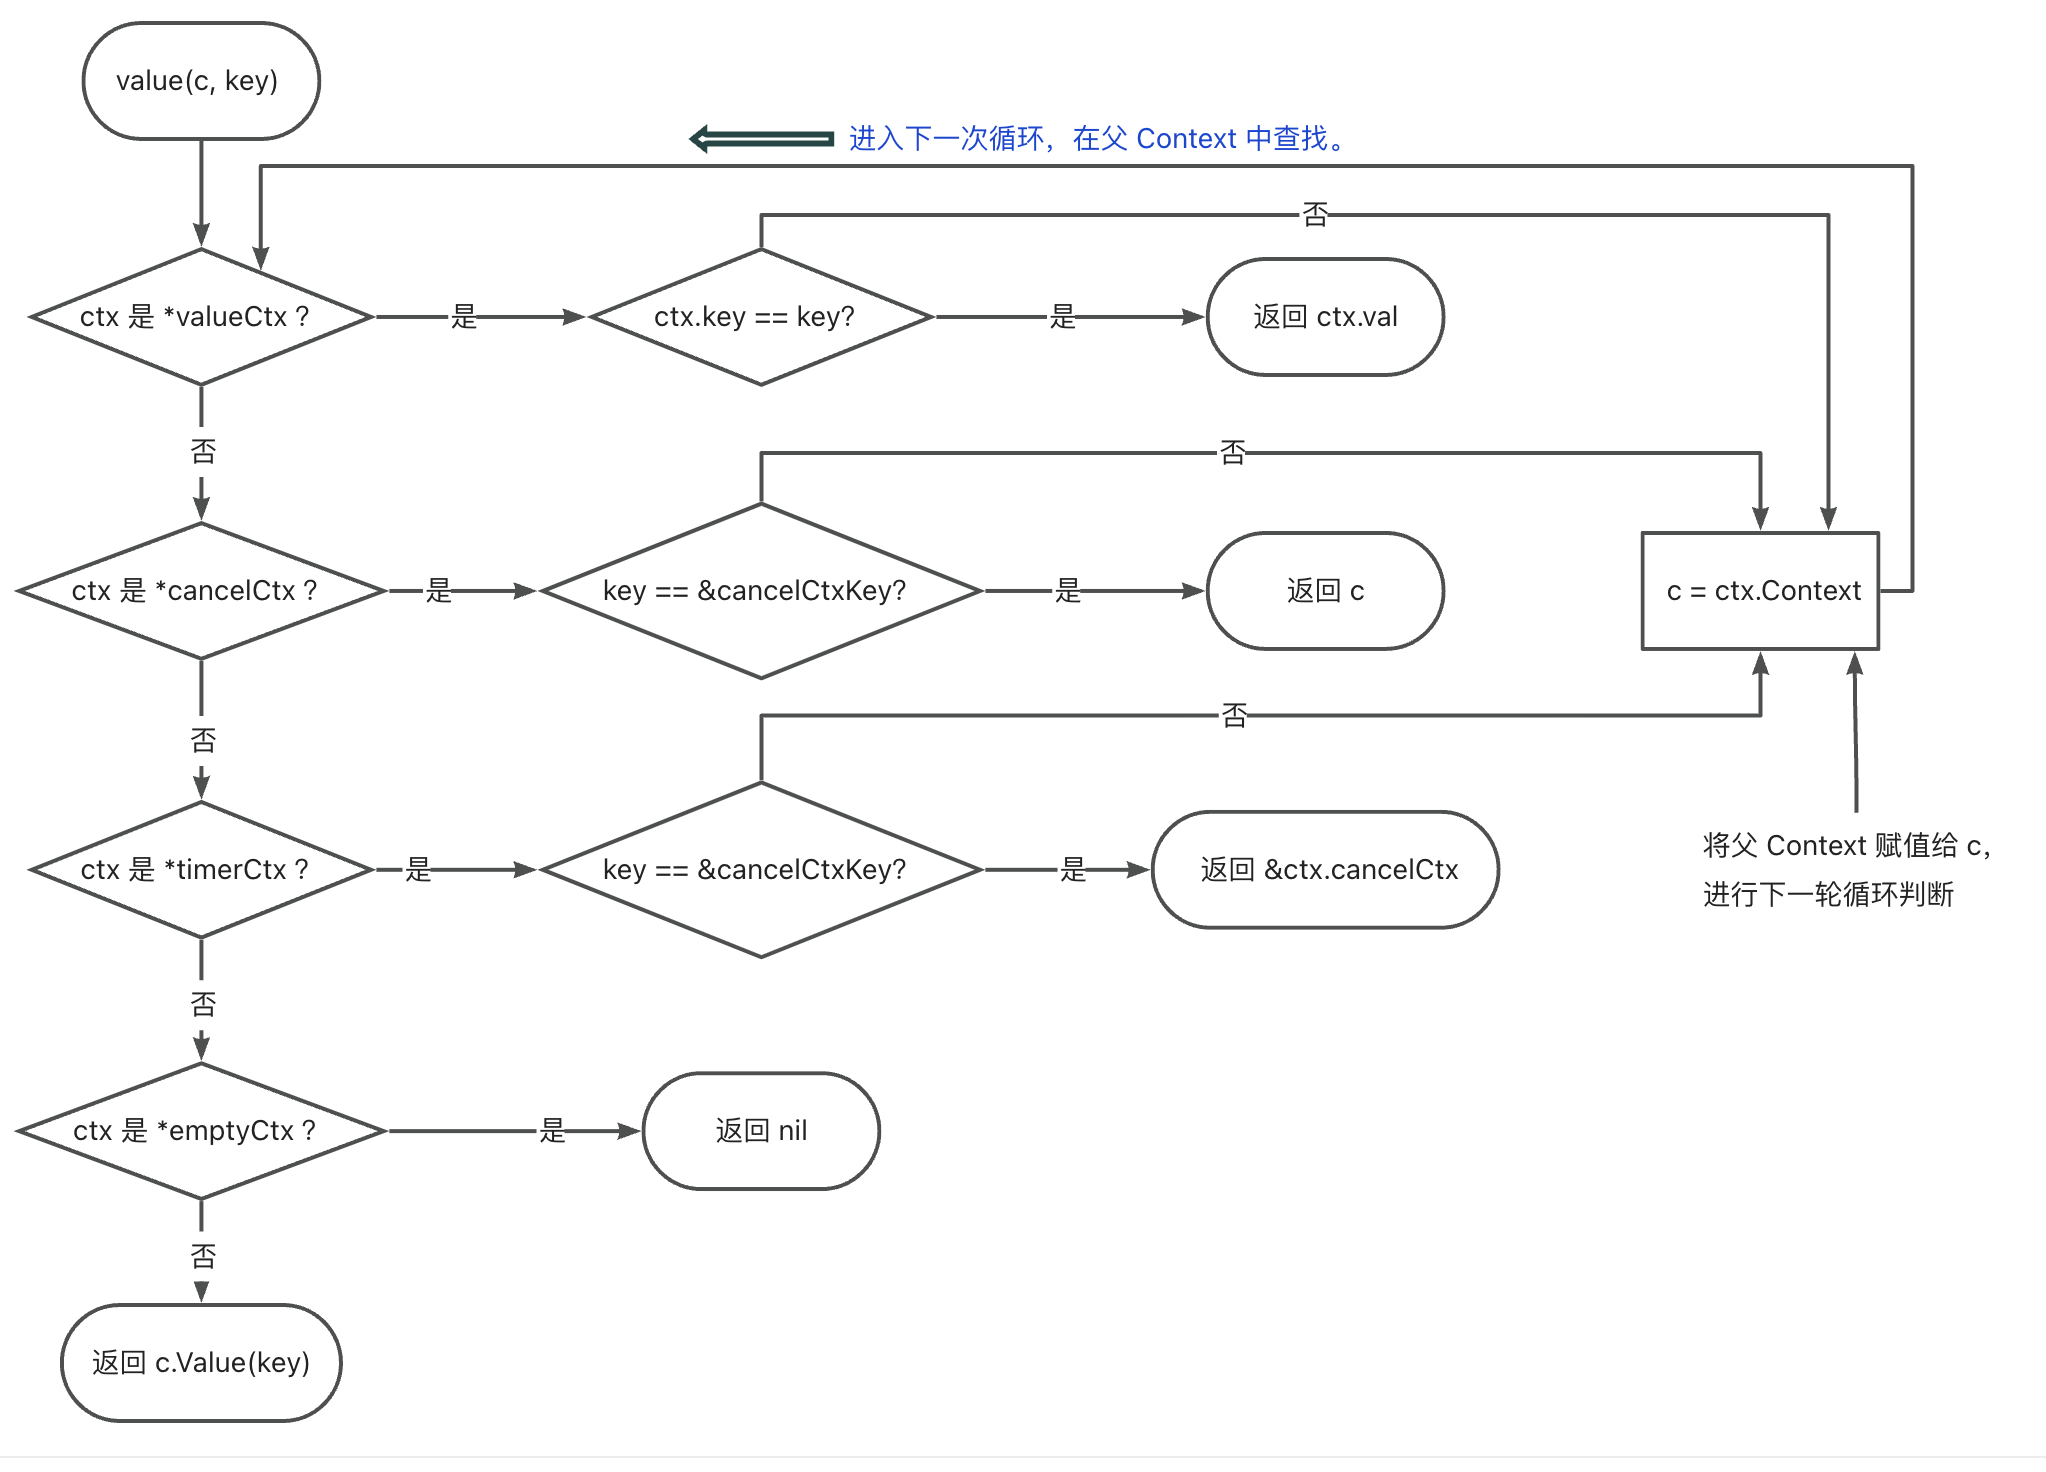 value(c, key)
进入下一次循环，在父 Context 中查找。
否
ctx 是 *valueCtx ?
是
ctx.key == key?
是
返回 ctx.val
否
否
ctx 是 *cancelCtx ?
是
key == &cancelCtxKey?
是
返回 c
c = ctx.Context
否
否
ctx 是 *timerCtx ?
是
key == &cancelCtxKey?
是
返回 &ctx.cancelCtx
将父 Context 赋值给 c,
进行下一轮循环判断
否
ctx 是 *emptyCtx ?
是
返回 nil
否
返回 c.Value(key)